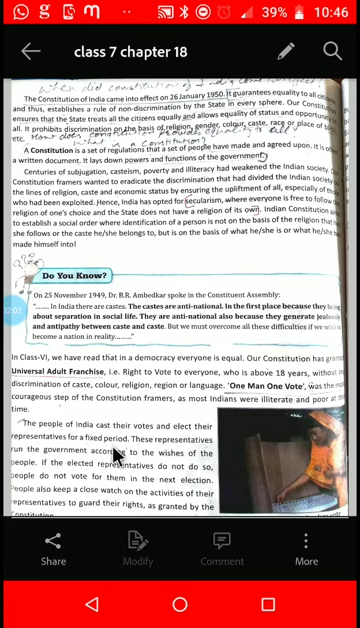 39% 10:46
class 7 chapter 18
When did constitution of India come into effect?
The Constitution of India came into effect on 26 January 1950. It guarantees equality to all citizens
and thus, establishes a rule of non-discrimination by the State in every sphere. Our Constitution
ensures that the State treats all the citizens equally and allows equality of status and opportunity
all. It prohibits discrimination on the basis of religion, gender, colour, caste, race or place of birth
etc. How does constitution provides equality to all?
What is a constitution?
A Constitution is a set of regulations that a set of people have made and agreed upon. It is
a written document. It lays down powers and functions of the government.
Centuries of subjugation, casteism, poverty and illiteracy had weakened the Indian society.
Constitution framers wanted to eradicate the discrimination that had divided the Indian society
the lines of religion, caste and economic status by ensuring the upliftment of all, especially of those
who had been exploited. Hence, India has opted for secularism, where everyone is free to follow the
religion of one's choice and the State does not have a religion of its own. Indian Constitution
to establish a social order where identification of a person is not on the basis of the religion that he/
she follows or the caste he/she belongs to, but is on the basis of what he/she is or what he/she has
made himself into!
Do You Know?
On 25 November 1949, Dr. B.R. Ambedkar spoke in the Constituent Assembly:
"...... In India there are castes. The castes are anti-national. In the first place because they bring
about separation in social life. They are anti-national also because they generate jealousy
and antipathy between caste and caste. But we must overcome all these difficulties if we wish to
become a nation in reality........"
02:02
In Class-VI, we have read that in a democracy everyone is equal. Our Constitution has granted
Universal Adult Franchise, i.e. Right to Vote to everyone, who is above 18 years, without
discrimination of caste, colour, religion, region or language. 'One Man One Vote', was the most
courageous step of the Constitution framers, as most Indians were illiterate and poor at that
time.
The people of India cast their votes and elect their
representatives for a fixed period. These representatives
run the government according to the wishes of the
people. If the elected representatives do not do so,
people do not vote for them in the next election.
People also keep a close watch on the activities of their
representatives to guard their rights, as granted by the
Constitution.
Share
Modify
Comment
More